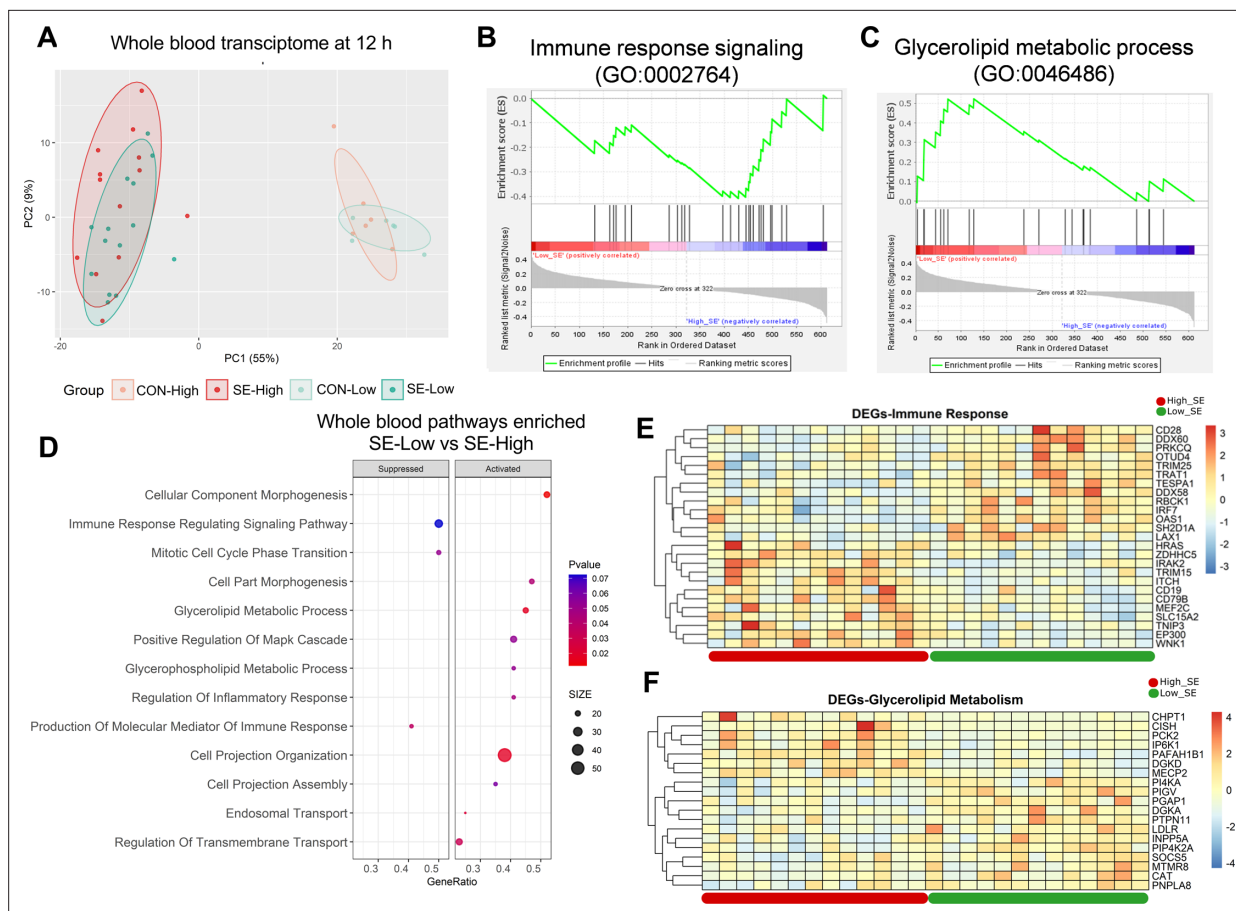 A
Whole blood transciptome at 12 h
10
0
-10
PC2 (9%)
-20
0
20
PC1 (55%)
Group
CON-High
SE-High
CON-Low
SE-Low
B
Immune response signaling
(GO:0002764)
Enrichment score (ES)
0.0
-0.1
-0.2
-0.3
-0.4
'Low_SE' (positively correlated)
Ranked list metric (Signal2Noise)
0.4
0.2
0.0
-0.2
-0.4
Zero cross at 322
'High_SE' (negatively correlated)
0 50 100 150 200 250 300 350 400 450 500 550 600
Rank in Ordered Dataset
Enrichment profile
Hits
Ranking metric scores
C
Glycerolipid metabolic process
(GO:0046486)
Enrichment score (ES)
0.5
0.4
0.3
0.2
0.1
0.0
'Low_SE' (positively correlated)
Ranked list metric (Signal2Noise)
0.4
0.2
0.0
-0.2
-0.4
Zero cross at 322
'High_SE' (negatively correlated)
0 50 100 150 200 250 300 350 400 450 500 550 600
Rank in Ordered Dataset
Enrichment profile
Hits
Ranking metric scores
D
Whole blood pathways enriched
SE-Low vs SE-High
Suppressed
Activated
Cellular Component Morphogenesis
Immune Response Regulating Signaling Pathway
Mitotic Cell Cycle Phase Transition
Cell Part Morphogenesis
Glycerolipid Metabolic Process
Positive Regulation Of Mapk Cascade
Glycerophospholipid Metabolic Process
Regulation Of Inflammatory Response
Production Of Molecular Mediator Of Immune Response
Cell Projection Organization
Cell Projection Assembly
Endosomal Transport
Regulation Of Transmembrane Transport
0.3 0.4 0.5 0.3 0.4 0.5
GeneRatio
Pvalue
0.07
0.06
0.05
0.04
0.03
0.02
SIZE
20
30
40
50
E
DEGs-Immune Response
High_SE
Low_SE
CD28
DDX60
PRKCQ
OTUD4
TRIM25
TRAT1
TESPA1
DDX58
RBCK1
IRF7
OAS1
SH2D1A
LAX1
HRAS
ZDHHC5
IRAK2
TRIM15
ITCH
CD19
CD79B
MEF2C
SLC15A2
TNIP3
EP300
WNK1
3
2
1
0
-1
-2
-3
F
DEGs-Glycerolipid Metabolism
High_SE
Low_SE
CHPT1
CISH
PCK2
IP6K1
PAFAH1B1
DGKD
MECP2
PI4KA
PIGV
PGAP1
DGKA
PTPN11
LDLR
INPP5A
PIP4K2A
SOCS5
MTMR8
CAT
PNPLA8
4
2
0
-2
-4